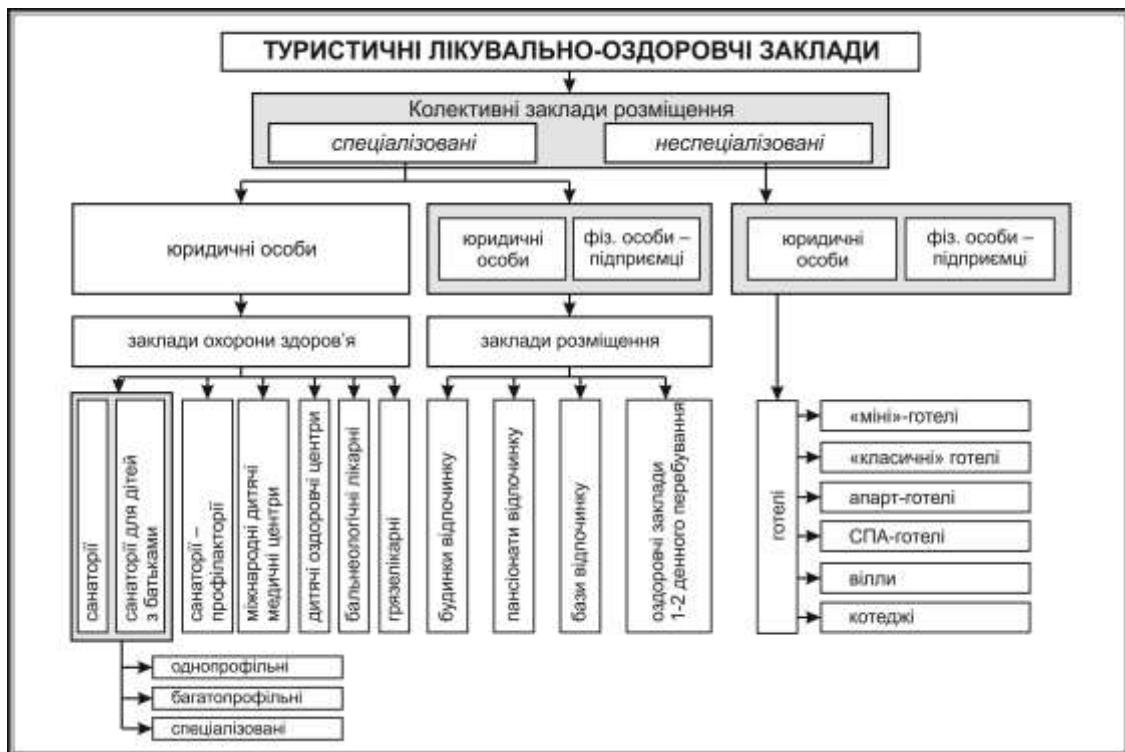 ТУРИСТИЧНІ ЛІКУВАЛЬНО-ОЗДОРОВЧІ ЗАКЛАДИ
Колективні заклади розміщення
спеціалізовані
неспеціалізовані
юридичні особи
юридичні
особи
фіз. особи –
підприємці
юридичні
особи
фіз. особи –
підприємці
заклади охорони здоров’я
заклади розміщення
санаторії
санаторії для дітей
з батьками
санаторії –
профілакторії
міжнародні дитячі
медичні центри
дитячі оздоровчі центри
бальнеологічні лікарні
грязелікарні
будинки відпочинку
пансіонати відпочинку
бази відпочинку
оздоровчі заклади
1-2 денного перебування
готелі
«міні»-готелі
«класичні» готелі
апарт-готелі
СПА-готелі
вілли
котеджі
однопрофільні
багатопрофільні
спеціалізовані